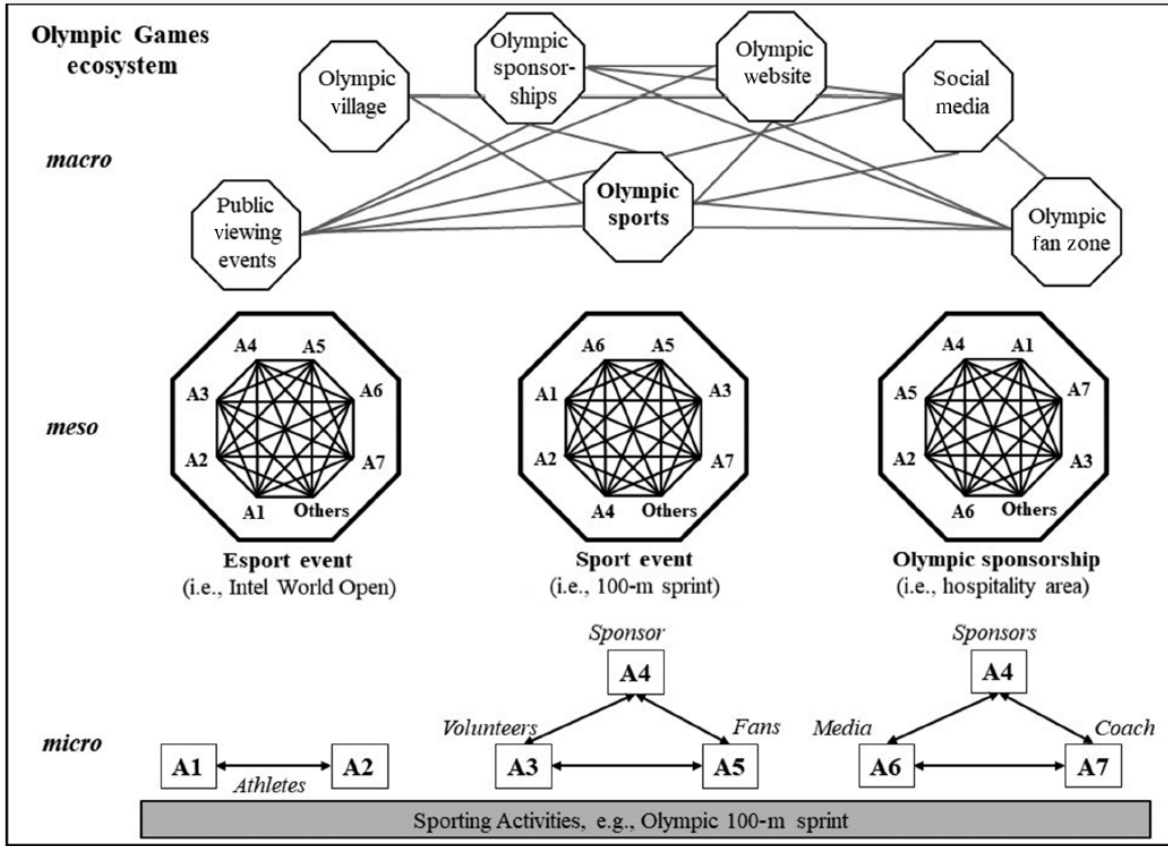 Olympic Games
ecosystem
Olympic
village
Olympic
sponsor-
ships
Olympic
website
Social
media
macro
Public
viewing
events
Olympic
sports
Olympic
fan zone
meso
A4
A5
A3
A6
A2
A7
A1
Others
Esport event
(i.e., Intel World Open)
A6
A5
A1
A3
A2
A7
A4
Others
Sport event
(i.e., 100-m sprint)
A4
A1
A5
A7
A2
A3
A6
Others
Olympic sponsorship
(i.e., hospitality area)
micro
A1
A2
Athletes
Sponsor
A4
Volunteers
Fans
A3
A5
Sponsors
A4
Media
Coach
A6
A7
Sporting Activities, e.g., Olympic 100-m sprint